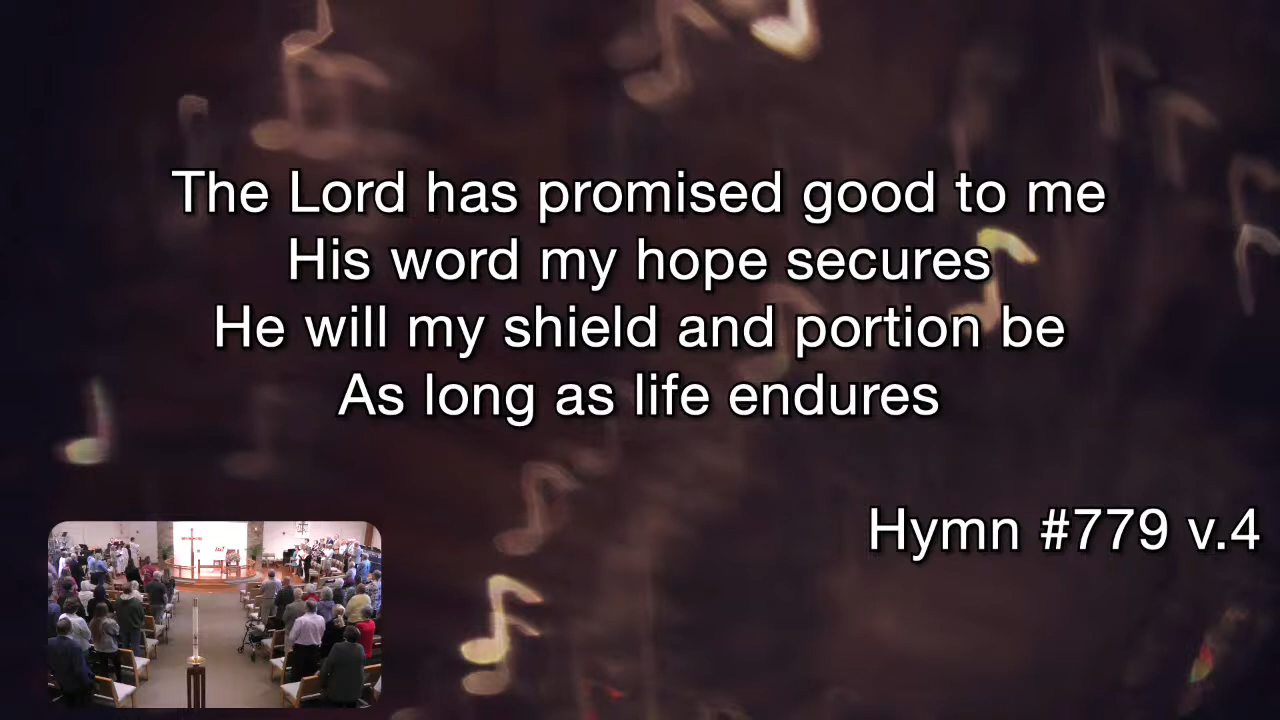 The Lord has promised good to me
His word my hope secures
He will my shield and portion be
As long as life endures
Hymn #779 v.4